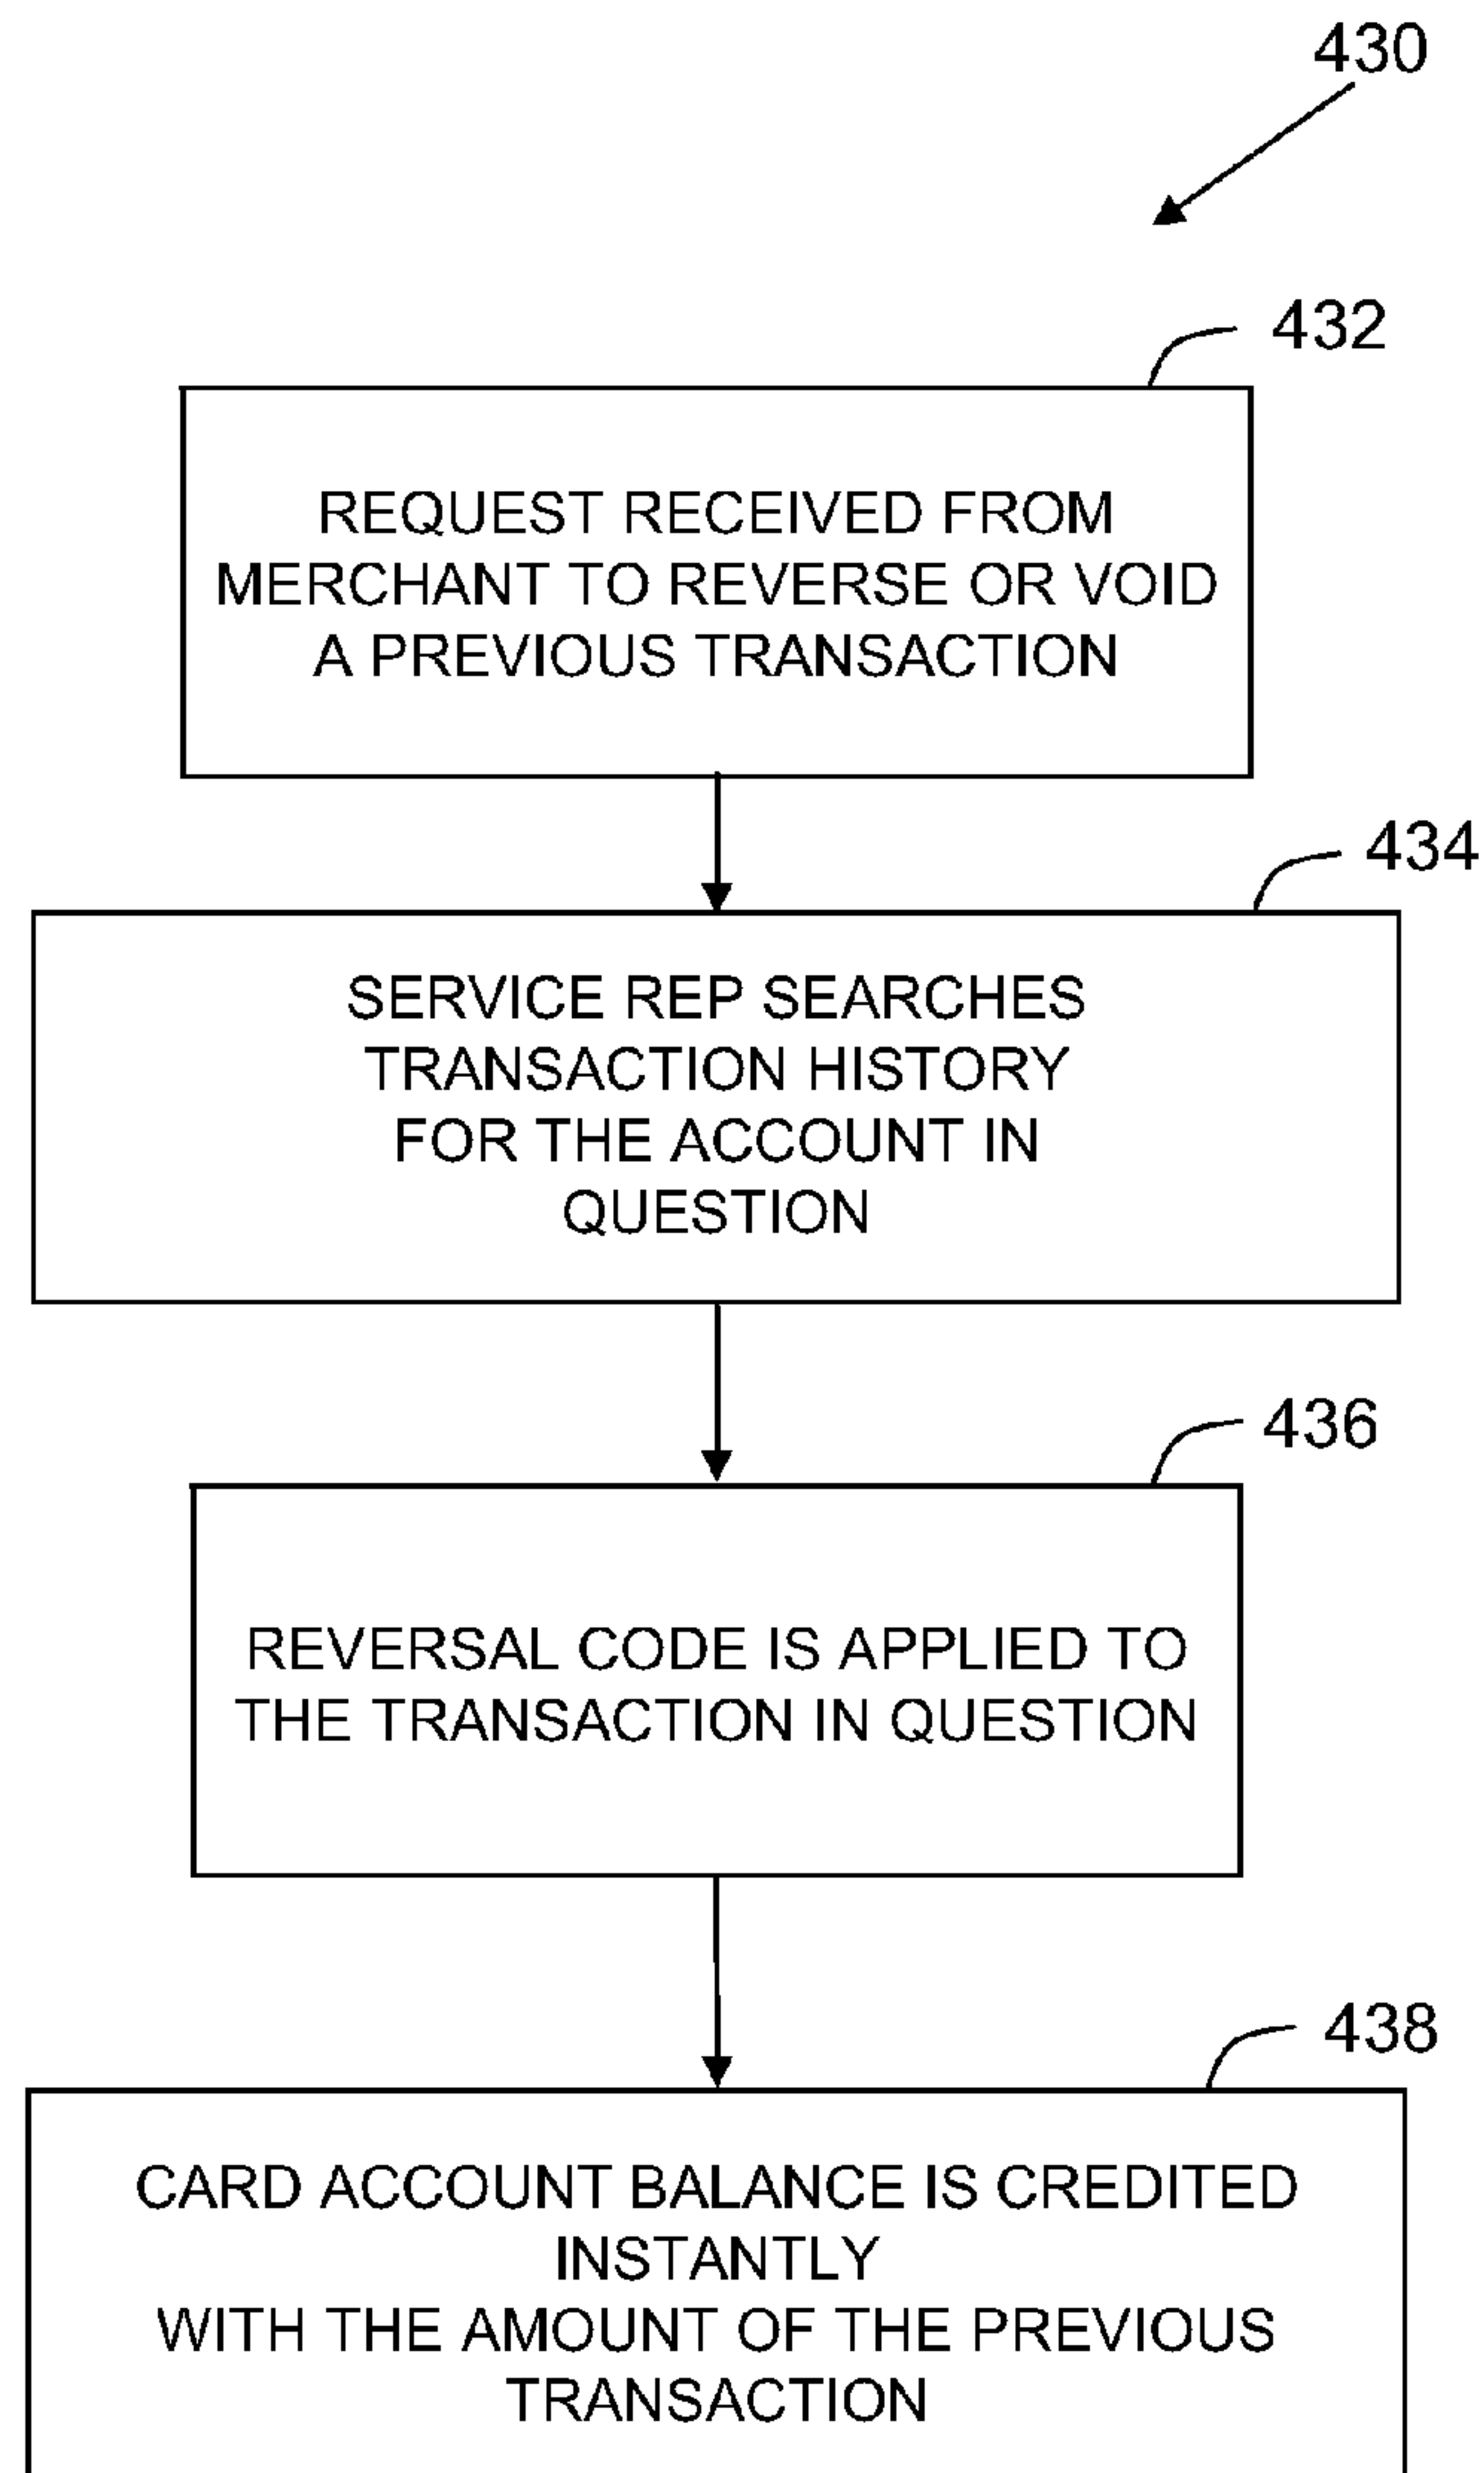 430
432
REQUEST RECEIVED FROM
MERCHANT TO REVERSE OR VOID
A PREVIOUS TRANSACTION
434
SERVICE REP SEARCHES
TRANSACTION HISTORY
FOR THE ACCOUNT IN
QUESTION
436
REVERSAL CODE IS APPLIED TO
THE TRANSACTION IN QUESTION
438
CARD ACCOUNT BALANCE IS CREDITED
INSTANTLY
WITH THE AMOUNT OF THE PREVIOUS
TRANSACTION